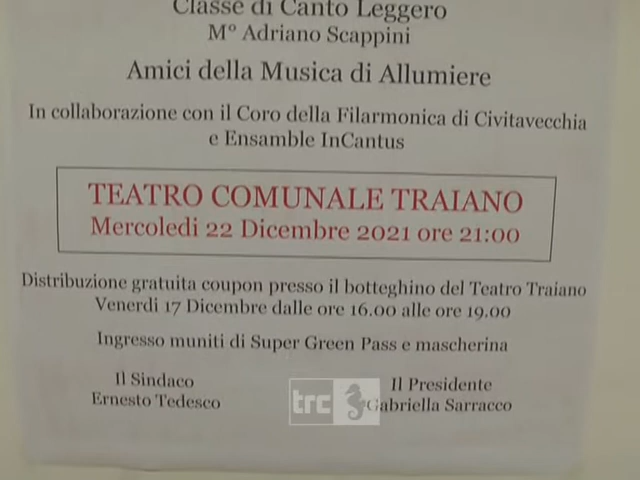 Classe di Canto Leggero
M° Adriano Scappini
Amici della Musica di Allumiere
In collaborazione con il Coro della Filarmonica di Civitavecchia
e Ensamble InCantus
TEATRO COMUNALE TRAIANO
Mercoledi 22 Dicembre 2021 ore 21:00
Distribuzione gratuita coupon presso il botteghino del Teatro Traiano
Venerdi 17 Dicembre dalle ore 16.00 alle ore 19.00
Ingresso muniti di Super Green Pass e mascherina
Il Sindaco
Ernesto Tedesco
trc
Il Presidente
Gabriella Sarracco